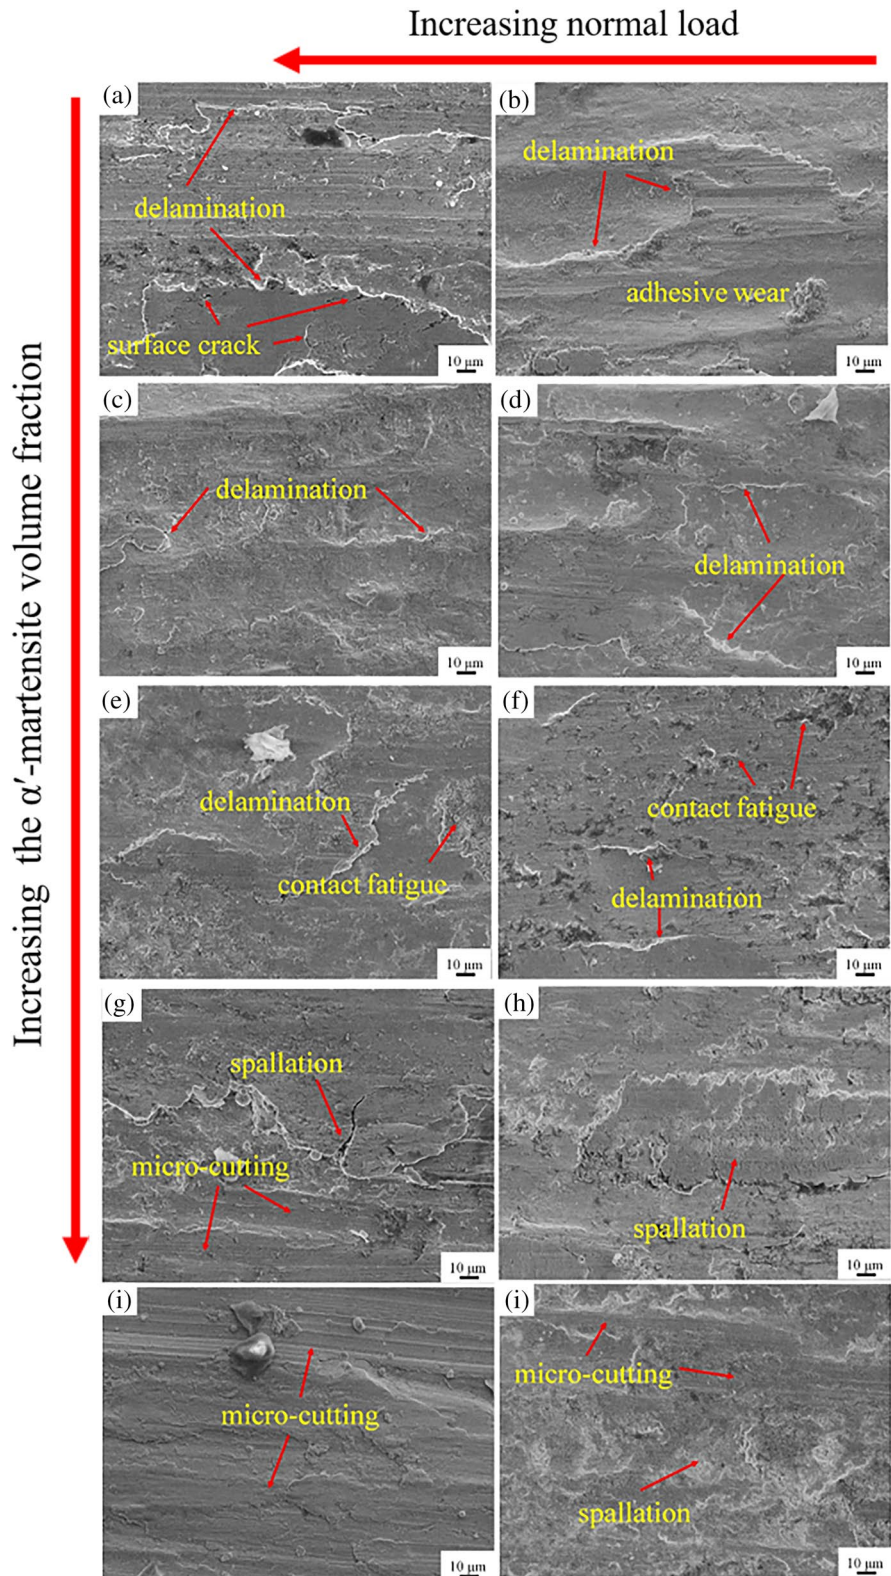 Increasing normal load
Increasing the α′-martensite volume fraction
(a)
delamination
surface crack
10 μm
(b)
delamination
adhesive wear
10 μm
(c)
delamination
10 μm
(d)
delamination
10 μm
(e)
delamination
contact fatigue
10 μm
(f)
contact fatigue
delamination
10 μm
(g)
spallation
micro-cutting
10 μm
(h)
spallation
10 μm
(i)
micro-cutting
10 μm
(i)
micro-cutting
spallation
10 μm